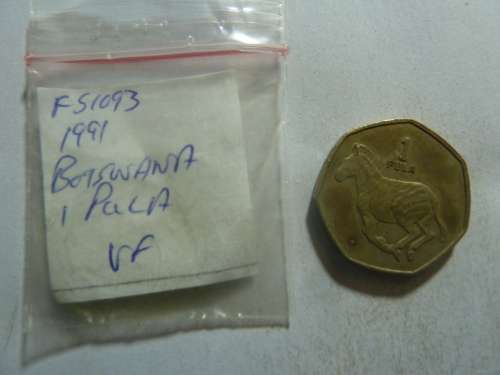 FS1093
1991
BOTSWANA
1 PULA
VF
1
PULA